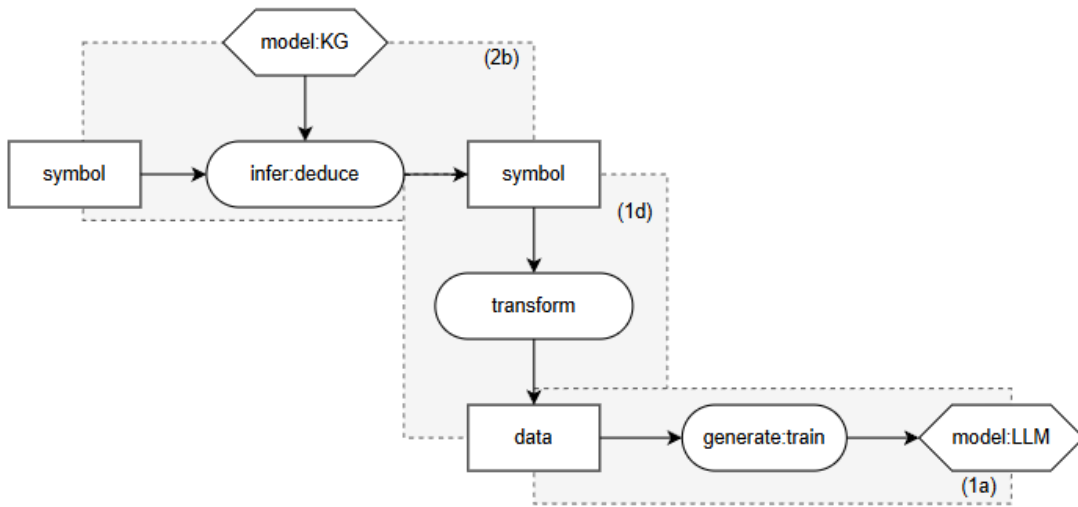 model:KG
(2b)
symbol
infer:deduce
symbol
(1d)
transform
data
generate:train
model:LLM
(1a)